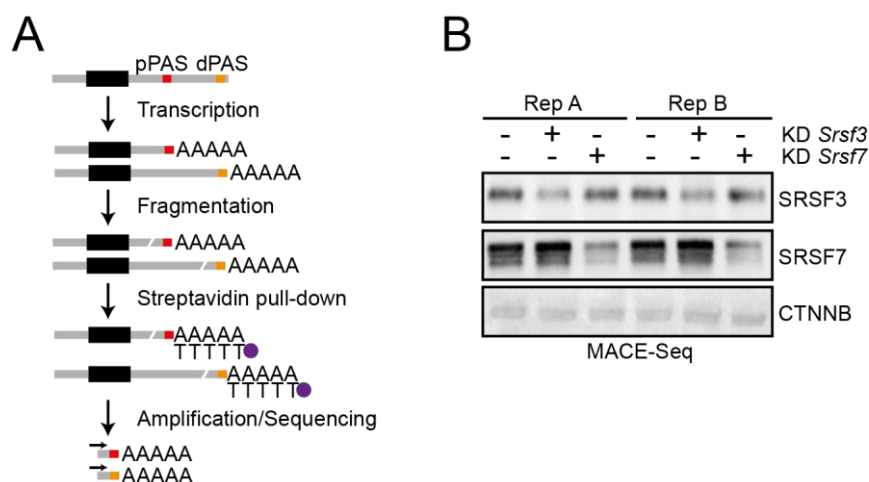 A
pPAS dPAS
Transcription
AAAAA
AAAAA
Fragmentation
AAAAA
AAAAA
Streptavidin pull-down
AAAAA
TTTTT
AAAAA
TTTTT
Amplification/Sequencing
AAAAA
AAAAA
B
Rep A Rep B
- + - - + - KD Srsf3
- - + - - + KD Srsf7
SRSF3
SRSF7
CTNNB
MACE-Seq